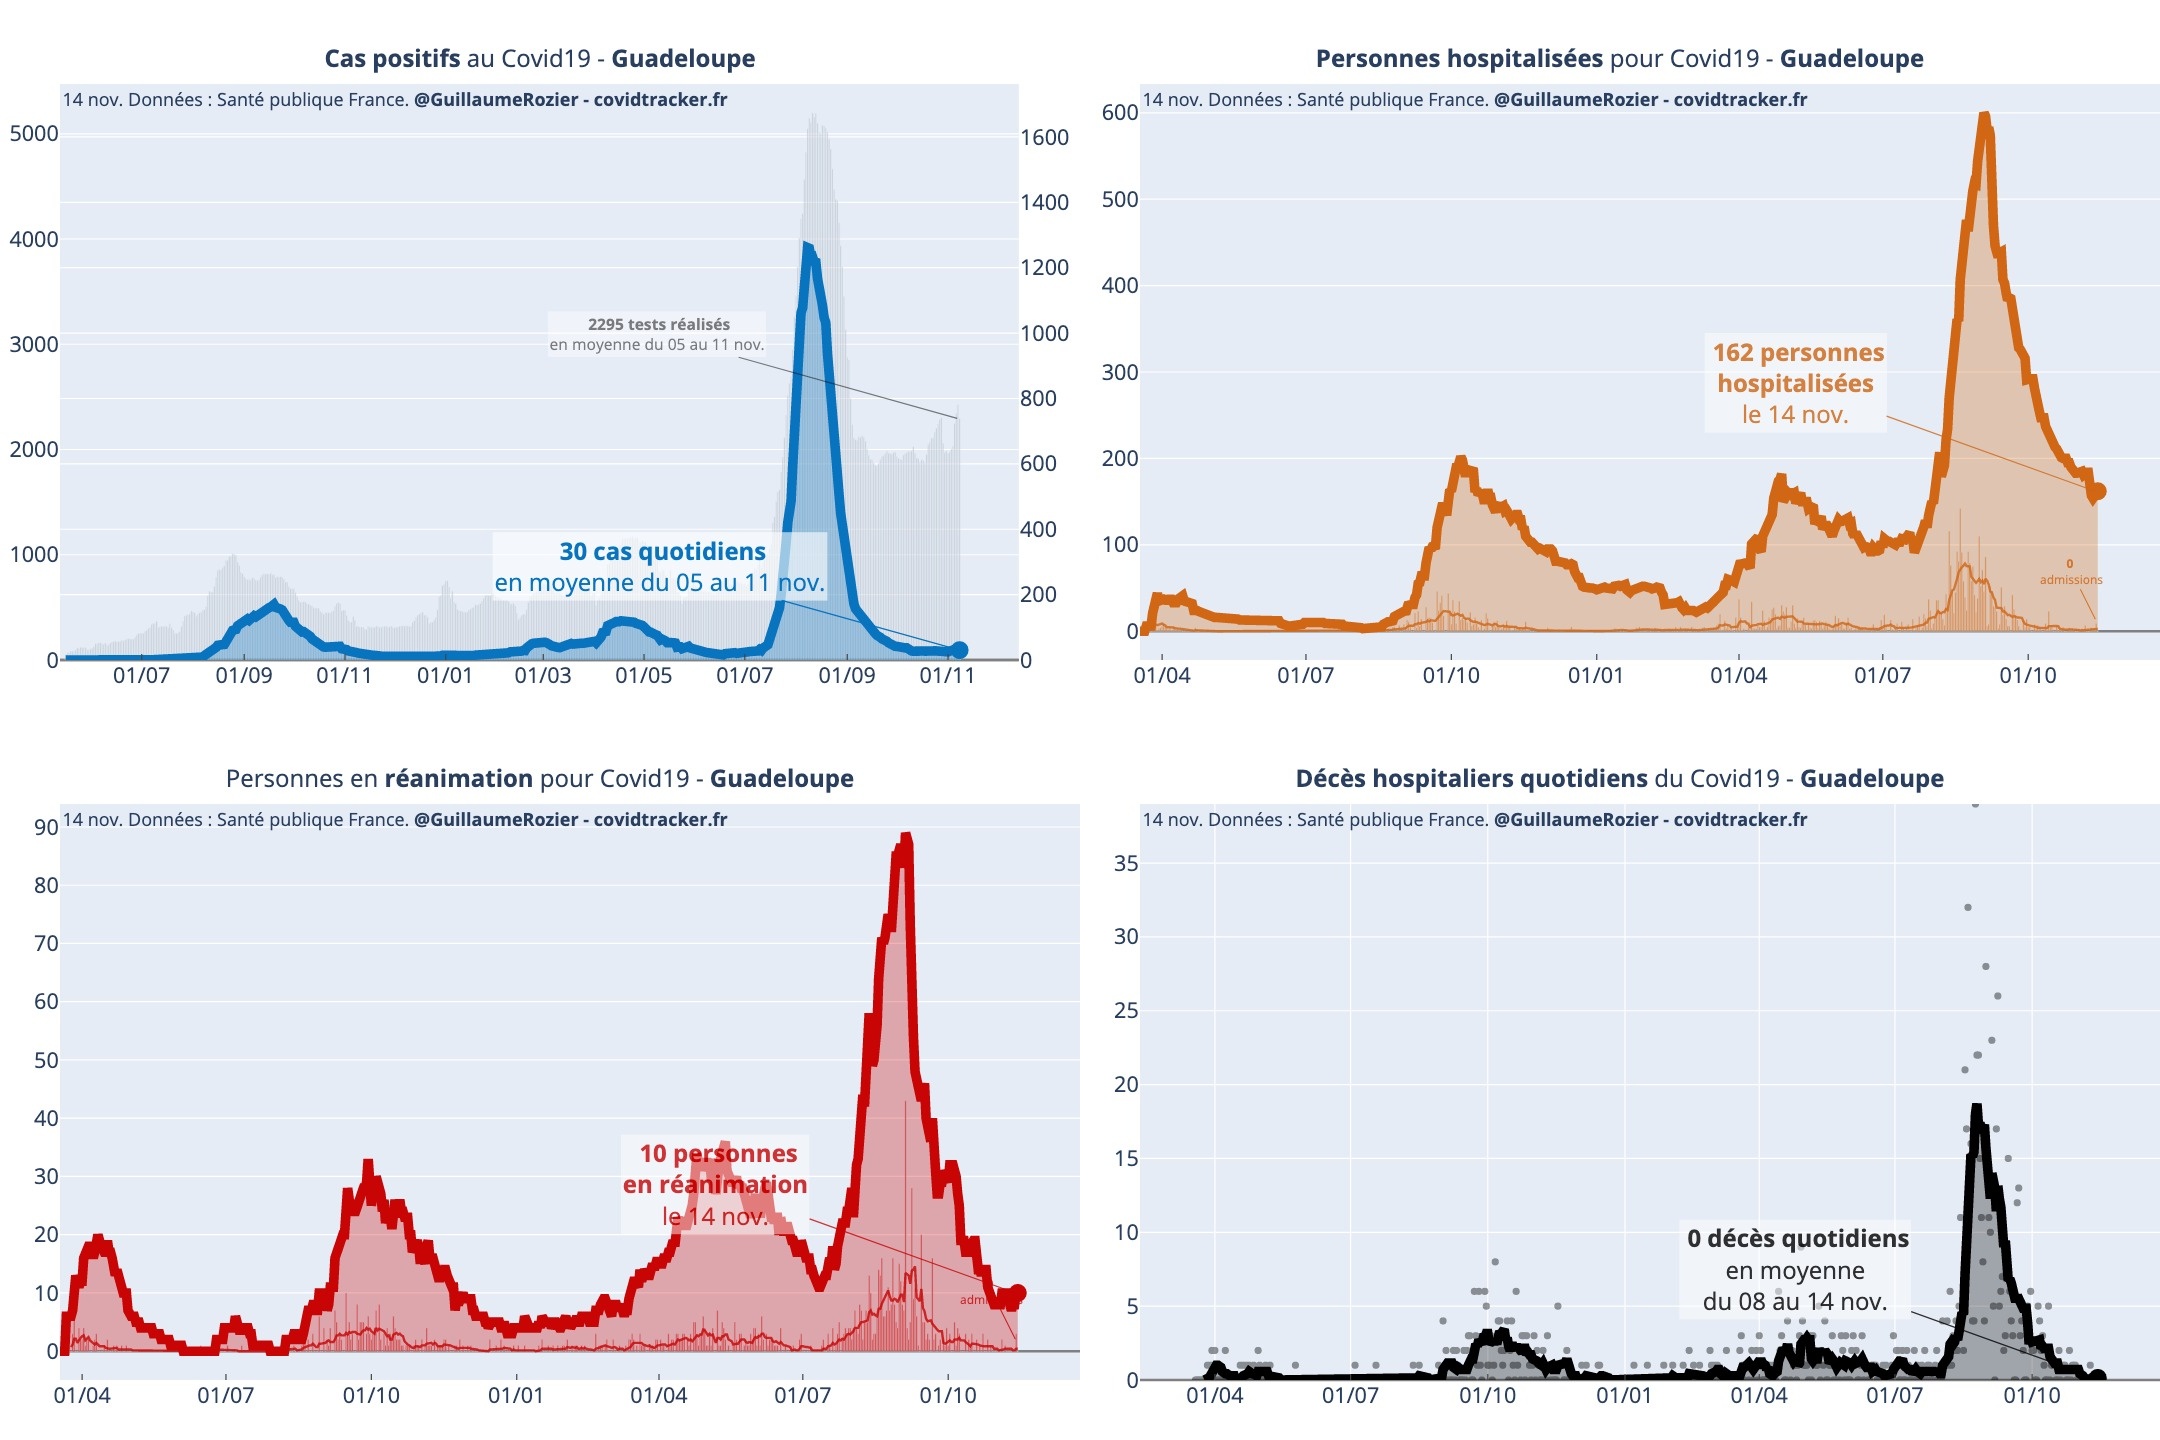 Cas positifs au Covid19 - Guadeloupe
14 nov. Données : Santé publique France. @GuillaumeRozier - covidtracker.fr
5000
4000
3000
2000
1000
0
1600
1400
1200
1000
800
600
400
200
0
2295 tests réalisés
en moyenne du 05 au 11 nov.
30 cas quotidiens
en moyenne du 05 au 11 nov.
01/07 01/09 01/11 01/01 01/03 01/05 01/07 01/09 01/11
Personnes hospitalisées pour Covid19 - Guadeloupe
14 nov. Données : Santé publique France. @GuillaumeRozier - covidtracker.fr
600
500
400
300
200
100
0
162 personnes
hospitalisées
le 14 nov.
0
admissions
01/04 01/07 01/10 01/01 01/04 01/07 01/10
Personnes en réanimation pour Covid19 - Guadeloupe
14 nov. Données : Santé publique France. @GuillaumeRozier - covidtracker.fr
90
80
70
60
50
40
30
20
10
0
10 personnes
en réanimation
le 14 nov.
01/04 01/07 01/10 01/01 01/04 01/07 01/10
Décès hospitaliers quotidiens du Covid19 - Guadeloupe
14 nov. Données : Santé publique France. @GuillaumeRozier - covidtracker.fr
35
30
25
20
15
10
5
0
0 décès quotidiens
en moyenne
du 08 au 14 nov.
01/04 01/07 01/10 01/01 01/04 01/07 01/10